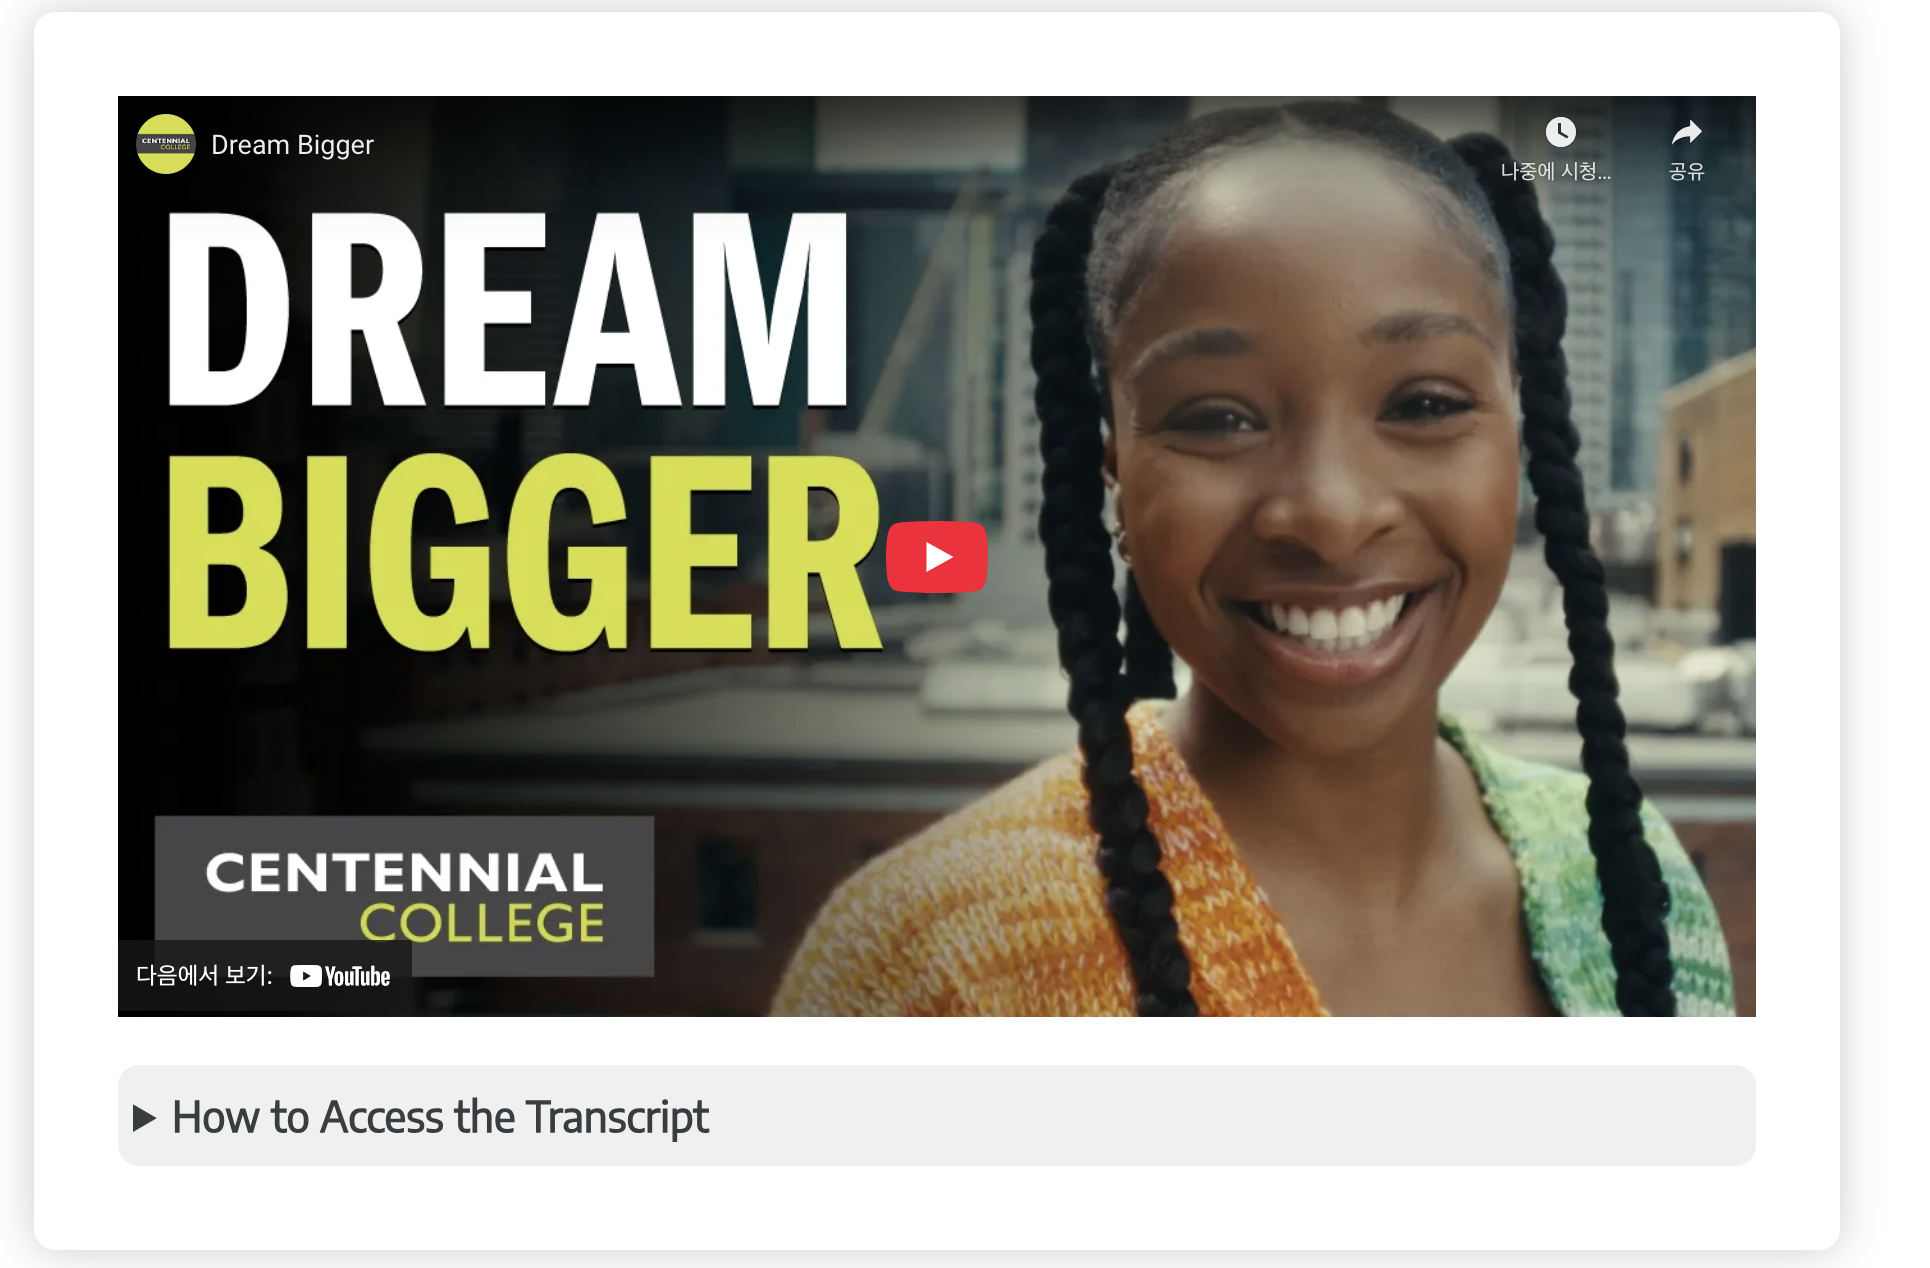 CENTENNIAL
COLLEGE
Dream Bigger
나중에 시청...
공유
DREAM
BIGGER
CENTENNIAL
COLLEGE
다음에서 보기: YouTube
How to Access the Transcript